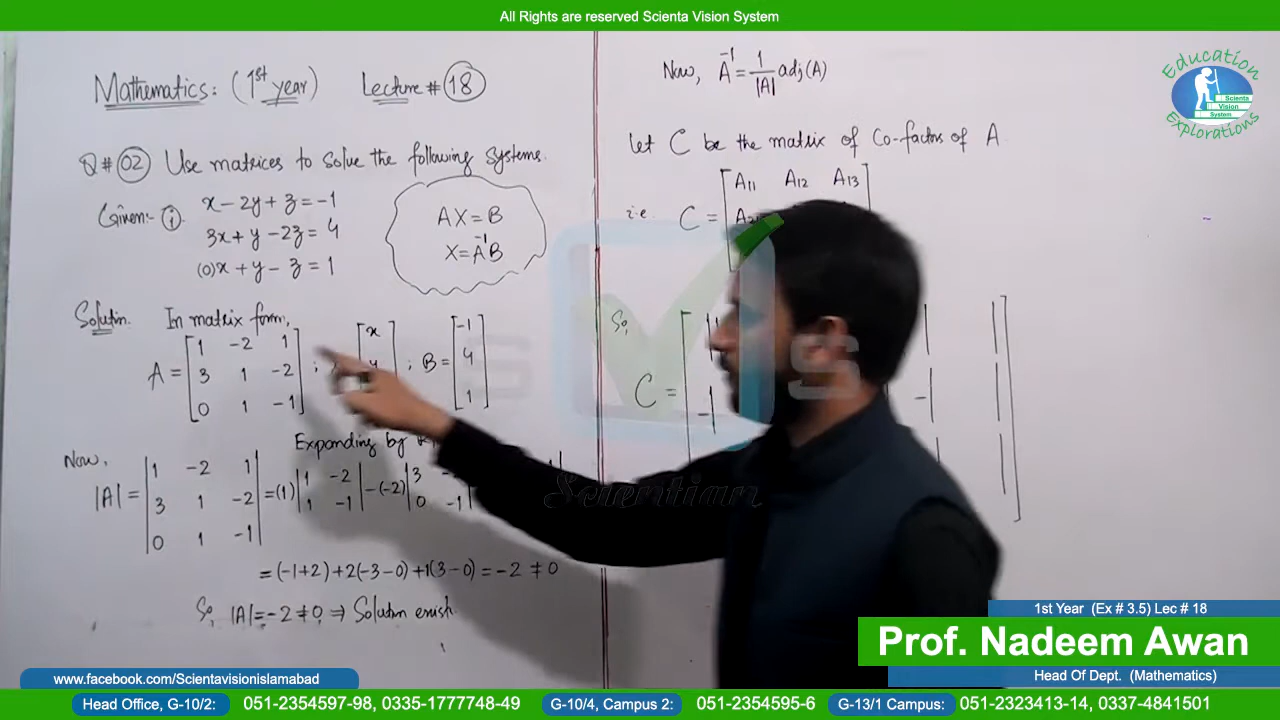 All Rights are reserved Scienta Vision System
Mathematics: (1st year) Lecture # 18
Q # 02 Use matrices to solve the following systems.
Given:- (i) x - 2y + z = -1
3x + y - 2z = 4
(0)x + y - z = 1
AX = B
X = A⁻¹B
Solution. In matrix form,
A = [1 -2 1
3 1 -2
0 1 -1] ; [x
; B = [-1
4
1]
Now, Expanding by
|A| = |1 -2 1
3 1 -2
0 1 -1| = (1)|1 -2
1 -1| -(-2)|3
0 -1|
= (-1+2)+2(-3-0)+1(3-0) = -2 ≠ 0
So, |A| = -2 ≠ 0 ⇒ Solution exist.
Now, A⁻¹ = 1/|A| adj(A)
Let C be the matrix of Co-factors of A
i.e. C = [A11 A12 A13
So,
C =
Education
Explorations
Scienta
Vision
System
Scientian
1st Year (Ex # 3.5) Lec # 18
Prof. Nadeem Awan
Head Of Dept. (Mathematics)
www.facebook.com/Scientavisionislamabad
Head Office, G-10/2: 051-2354597-98, 0335-1777748-49 G-10/4, Campus 2: 051-2354595-6 G-13/1 Campus: 051-2323413-14, 0337-4841501